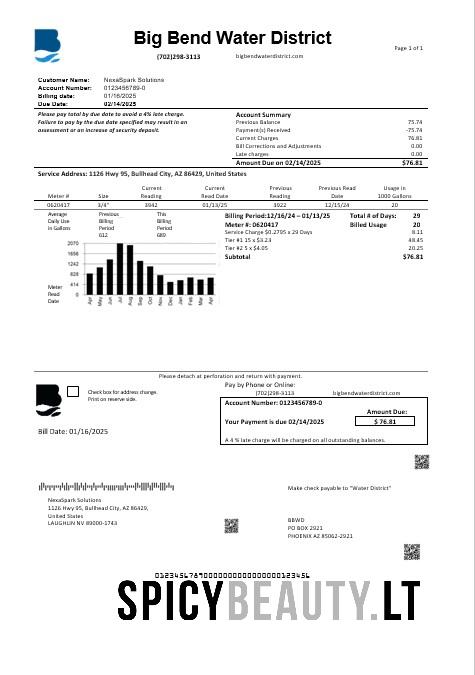 Big Bend Water District
Page 1 of 1
(702)298-3113 bigbendwaterdistrict.com
Customer Name: NexaSpark Solutions
Account Number: 0123456789-0
Billing date: 01/16/2025
Due Date: 02/14/2025
Please pay total by due date to avoid a 4% late charge.
Failure to pay by the due date specified may result in an
assessment or an increase of security deposit.
Account Summary
Previous Balance 75.74
Payment(s) Received -75.74
Current Charges 76.81
Bill Corrections and Adjustments 0.00
Late charges 0.00
Amount Due on 02/14/2025 $76.81
Service Address: 1126 Hwy 95, Bullhead City, AZ 86429, United States
Current Current Previous Previous Read Usage in
Meter # Size Reading Read Date Reading Date 1000 Gallons
0620417 3/4" 3942 01/13/25 3922 12/15/24 20
Average Daily Use in Gallons
Previous Billing Period 612
This Billing Period 689
2070
1656
1242
828
414
0
Apr May Jun Jul Aug Sep Oct Nov Dec Jan Feb Mar Apr
Meter Read Date
Billing Period:12/16/24 – 01/13/25 Total # of Days: 29
Meter #: 0620417 Billed Usage 20
Service Charge $0.2795 x 29 Days 8.11
Tier #1 15 x $3.23 48.45
Tier #2 5 x $4.05 20.25
Subtotal $76.81
Please detach at perforation and return with payment.
Check box for address change.
Print on reserve side.
Bill Date: 01/16/2025
Pay by Phone or Online:
(702)298-3113 bigbendwaterdistrict.com
Account Number: 0123456789-0
Amount Due:
Your Payment is due 02/14/2025 $ 76.81
A 4 % late charge will be charged on all outstanding balances.
NexaSpark Solutions
1126 Hwy 95, Bullhead City, AZ 86429,
United States
LAUGHLIN NV 89000-1743
Make check payable to "Water District"
BBWD
PO BOX 2921
PHOENIX AZ 85062-2921
SPICYBEAUTY.LT